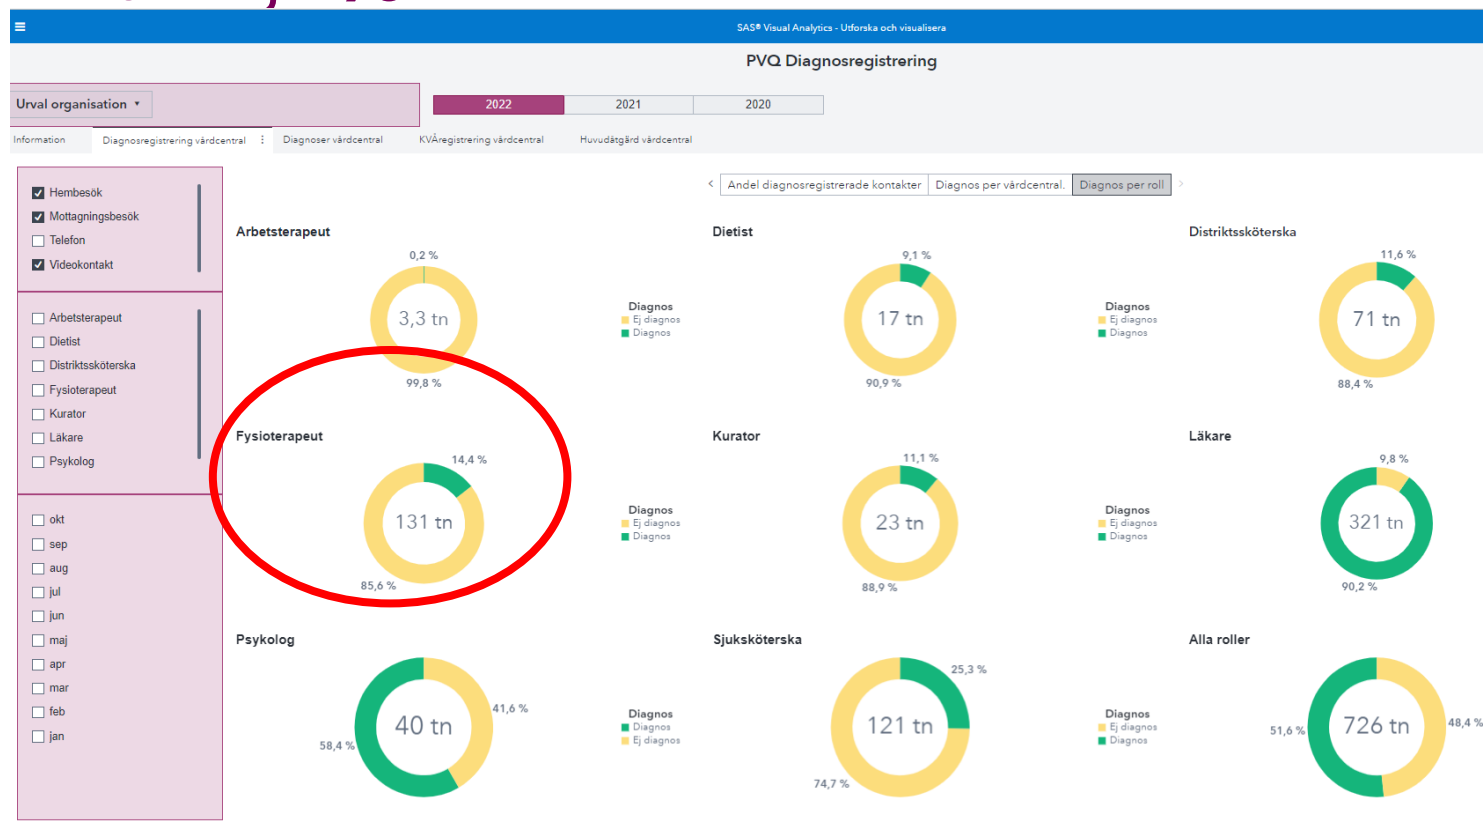 SAS® Visual Analytics - Utforska och visualisera
PVQ Diagnosregistrering
Urval organisation
2022 2021 2020
Information Diagnosregistrering vårdcentral Diagnoser vårdcentral KVÅregistrering vårdcentral Huvudåtgärd vårdcentral
Hembesök
Mottagningsbesök
Telefon
Videokontakt
Arbetsterapeut
Dietist
Distriktssköterska
Fysioterapeut
Kurator
Läkare
Psykolog
okt
sep
aug
jul
jun
maj
apr
mar
feb
jan
Andel diagnosregistrerade kontakter Diagnos per vårdcentral. Diagnos per roll
Arbetsterapeut
0,2 %
3,3 tn
99,8 %
Diagnos
Ej diagnos
Diagnos
Dietist
9,1 %
17 tn
90,9 %
Diagnos
Ej diagnos
Diagnos
Distriktssköterska
11,6 %
71 tn
88,4 %
Fysioterapeut
14,4 %
131 tn
85,6 %
Diagnos
Ej diagnos
Diagnos
Kurator
11,1 %
23 tn
88,9 %
Diagnos
Ej diagnos
Diagnos
Läkare
9,8 %
321 tn
90,2 %
Psykolog
41,6 %
40 tn
58,4 %
Diagnos
Diagnos
Ej diagnos
Sjuksköterska
25,3 %
121 tn
74,7 %
Diagnos
Ej diagnos
Diagnos
Alla roller
48,4 %
726 tn
51,6 %